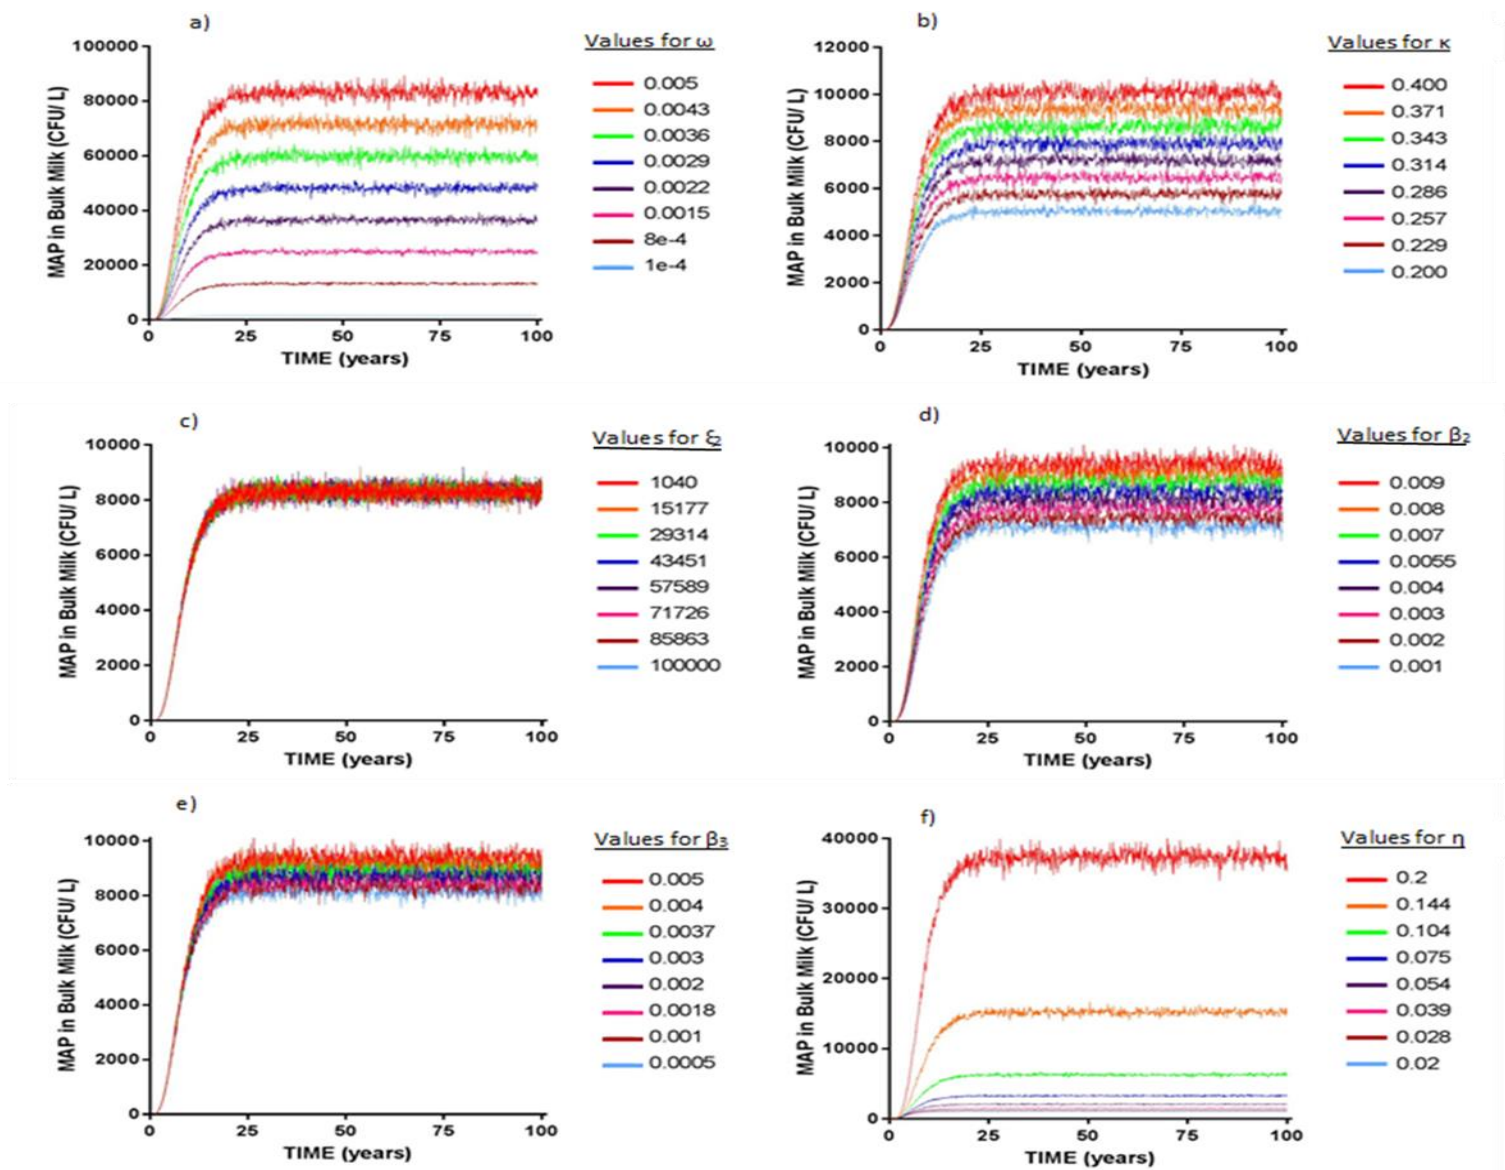 a)
Values for ω
MAP in Bulk Milk (CFU/ L)
100000
80000
60000
40000
20000
0
0 25 50 75 100
TIME (years)
0.005
0.0043
0.0036
0.0029
0.0022
0.0015
8e-4
1e-4
b)
Values for κ
MAP in Bulk Milk (CFU/ L)
12000
10000
8000
6000
4000
2000
0
0 25 50 75 100
TIME (years)
0.400
0.371
0.343
0.314
0.286
0.257
0.229
0.200
c)
Values for ξ2
MAP in Bulk Milk (CFU/ L)
10000
8000
6000
4000
2000
0
0 25 50 75 100
TIME (years)
1040
15177
29314
43451
57589
71726
85863
100000
d)
Values for β2
MAP in Bulk Milk (CFU/ L)
10000
8000
6000
4000
2000
0
0 25 50 75 100
TIME (years)
0.009
0.008
0.007
0.0055
0.004
0.003
0.002
0.001
e)
Values for β3
MAP in Bulk Milk (CFU/ L)
10000
8000
6000
4000
2000
0
0 25 50 75 100
TIME (years)
0.005
0.004
0.0037
0.003
0.002
0.0018
0.001
0.0005
f)
Values for η
MAP in Bulk Milk (CFU/ L)
40000
30000
20000
10000
0
0 25 50 75 100
TIME (years)
0.2
0.144
0.104
0.075
0.054
0.039
0.028
0.02